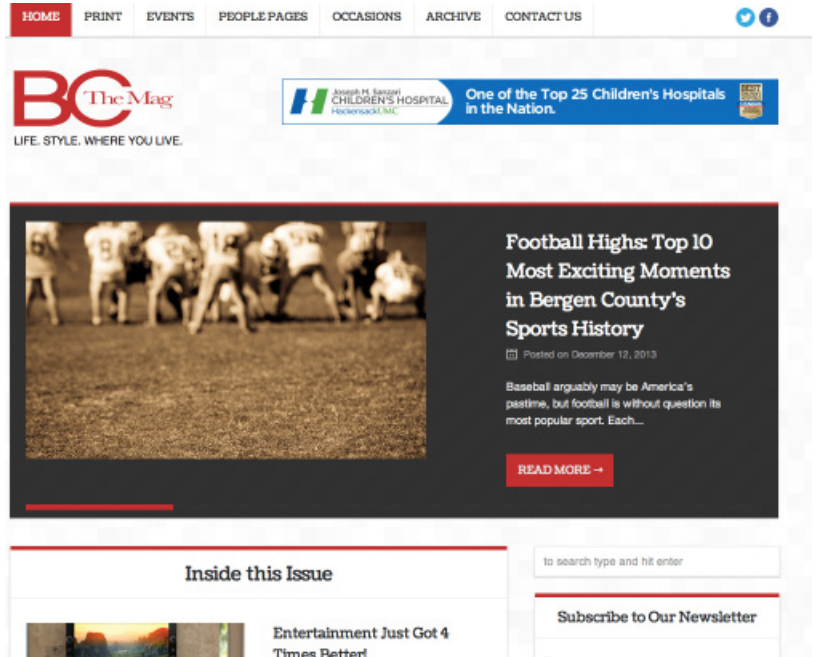 HOME PRINT EVENTS PEOPLE PAGES OCCASIONS ARCHIVE CONTACT US
BC The Mag
LIFE. STYLE. WHERE YOU LIVE.
Joseph M. Sanzari
CHILDREN'S HOSPITAL
HackensackUMC
One of the Top 25 Children's Hospitals
in the Nation.
Football Highs: Top 10
Most Exciting Moments
in Bergen County's
Sports History
Posted on December 12, 2013
Baseball arguably may be America's
pastime, but football is without question its
most popular sport. Each...
READ MORE →
Inside this Issue
Entertainment Just Got 4
Times Better!
to search type and hit enter
Subscribe to Our Newsletter